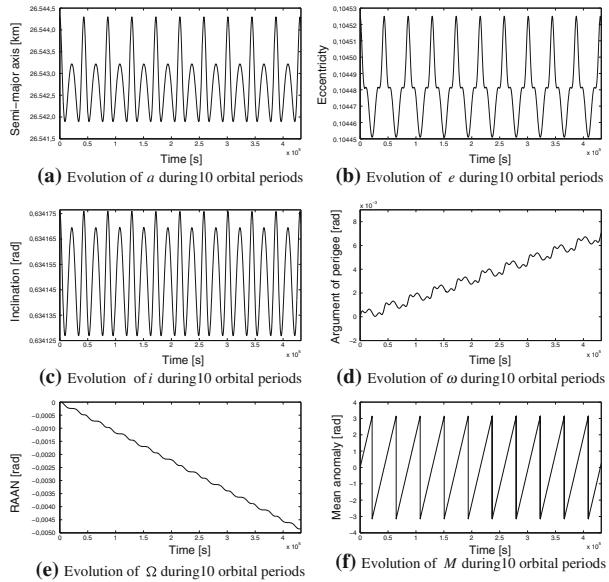 26.544,5
26.544,0
26.543,5
26.543,0
26.542,5
26.542,0
26.541,5
Semi−major axis [km]
0 0.5 1 1.5 2 2.5 3 3.5 4
Time [s]
x 10⁵
(a) Evolution of a during10 orbital periods
0,10453
0,10452
0,10451
0,10449
0,10448
0,10447
0,10446
0,10445
Eccentricity
0 0.5 1 1.5 2 2.5 3 3.5 4
Time [s]
x 10⁵
(b) Evolution of e during10 orbital periods
0,634175
0,634165
0,634155
0,634145
0,634135
0,634125
Inclination [rad]
0 0.5 1 1.5 2 2.5 3 3.5 4
Time [s]
x 10⁵
(c) Evolution of i during10 orbital periods
x 10⁻³
8
6
4
2
0
−2
Argument of perigee [rad]
0 0.5 1 1.5 2 2.5 3 3.5 4
Time [s]
x 10⁵
(d) Evolution of ω during10 orbital periods
0
−0,0005
−0,0010
−0,0015
−0,0020
−0,0025
−0,0030
−0,0035
−0,0040
−0,0045
−0,0050
RAAN [rad]
0 0.5 1 1.5 2 2.5 3 3.5 4
Time [s]
x 10⁵
(e) Evolution of Ω during10 orbital periods
4
3
2
1
0
−1
−2
−3
−4
Mean anomaly [rad]
0 0.5 1 1.5 2 2.5 3 3.5 4
Time [s]
x 10⁵
(f) Evolution of M during10 orbital periods